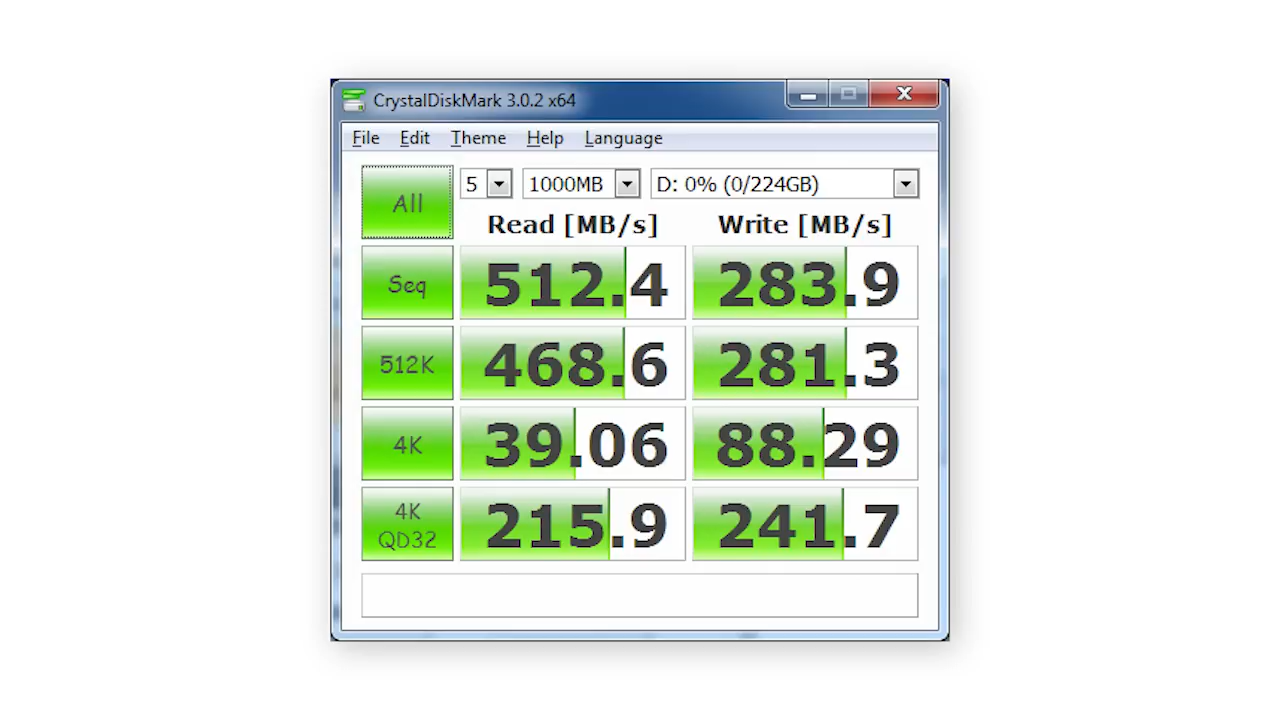 CrystalDiskMark 3.0.2 x64
File Edit Theme Help Language
All 5 1000MB D: 0% (0/224GB)
Read [MB/s] Write [MB/s]
Seq 512.4 283.9
512K 468.6 281.3
4K 39.06 88.29
4K
QD32 215.9 241.7